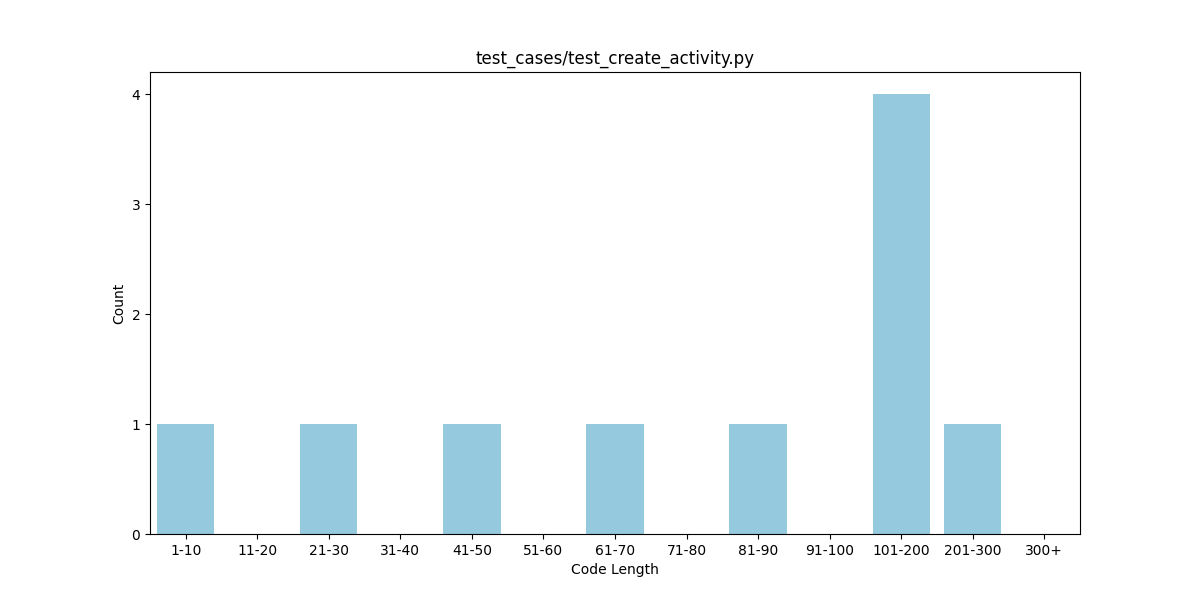 test_cases/test_create_activity.py
4
3
2
1
0
Count
1-10 11-20 21-30 31-40 41-50 51-60 61-70 71-80 81-90 91-100 101-200 201-300 300+
Code Length